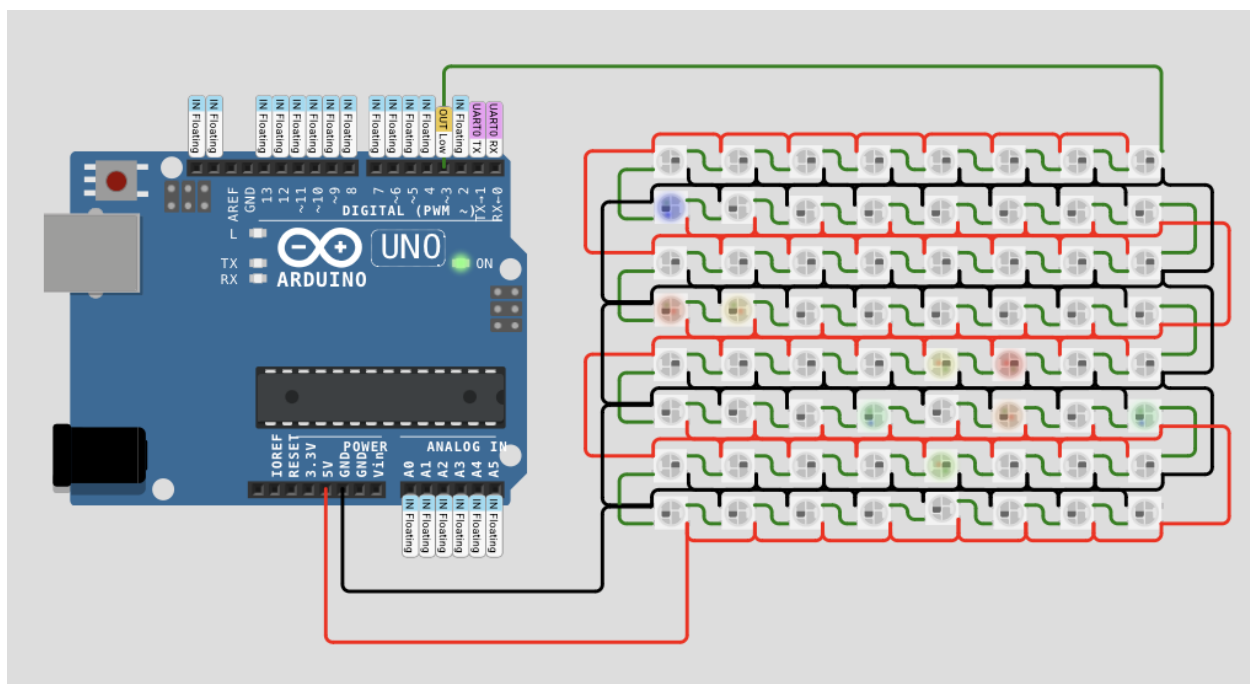 IN Floating
IN Floating
IN Floating
IN Floating
IN Floating
IN Floating
IN Floating
IN Floating
IN Floating
IN Floating
IN Floating
IN Floating
OUT Low
IN Floating
UART0 TX
UART0 RX
AREF
GND
13
12
~11
~10
~9
8
7
~6
~5
4
~3
2
TX→1
RX←0
DIGITAL (PWM ~)
L
TX
RX
UNO
ARDUINO
ON
IOREF
RESET
3.3V
5V
GND
GND
Vin
POWER
ANALOG IN
A0
A1
A2
A3
A4
A5
IN Floating
IN Floating
IN Floating
IN Floating
IN Floating
IN Floating